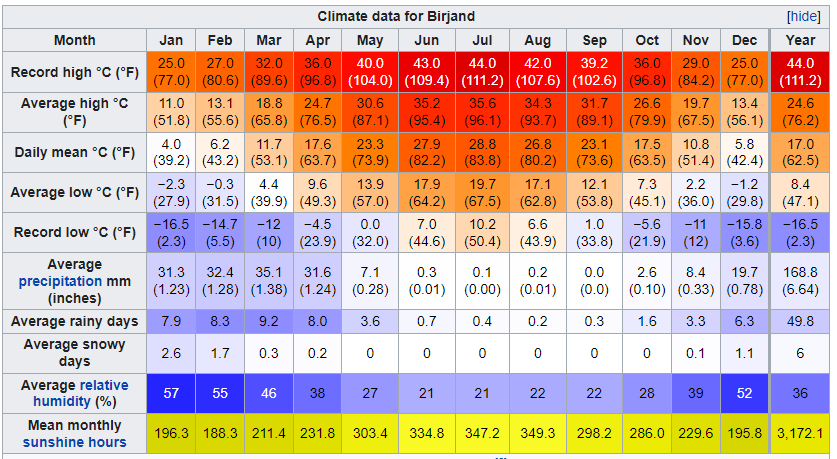 Climate data for Birjand [hide]
Month Jan Feb Mar Apr May Jun Jul Aug Sep Oct Nov Dec Year
Record high °C (°F) 25.0 27.0 32.0 36.0 40.0 43.0 44.0 42.0 39.2 36.0 29.0 25.0 44.0
(77.0) (80.6) (89.6) (96.8) (104.0) (109.4) (111.2) (107.6) (102.6) (96.8) (84.2) (77.0) (111.2)
Average high °C 11.0 13.1 18.8 24.7 30.6 35.2 35.6 34.3 31.7 26.6 19.7 13.4 24.6
(°F) (51.8) (55.6) (65.8) (76.5) (87.1) (95.4) (96.1) (93.7) (89.1) (79.9) (67.5) (56.1) (76.2)
Daily mean °C (°F) 4.0 6.2 11.7 17.6 23.3 27.9 28.8 26.8 23.1 17.5 10.8 5.8 17.0
(39.2) (43.2) (53.1) (63.7) (73.9) (82.2) (83.8) (80.2) (73.6) (63.5) (51.4) (42.4) (62.5)
Average low °C (°F) −2.3 −0.3 4.4 9.6 13.9 17.9 19.7 17.1 12.1 7.3 2.2 −1.2 8.4
(27.9) (31.5) (39.9) (49.3) (57.0) (64.2) (67.5) (62.8) (53.8) (45.1) (36.0) (29.8) (47.1)
Record low °C (°F) −16.5 −14.7 −12 −4.5 0.0 7.0 10.2 6.6 1.0 −5.6 −11 −15.8 −16.5
(2.3) (5.5) (10) (23.9) (32.0) (44.6) (50.4) (43.9) (33.8) (21.9) (12) (3.6) (2.3)
Average
precipitation mm 31.3 32.4 35.1 31.6 7.1 0.3 0.1 0.2 0.0 2.6 8.4 19.7 168.8
(inches) (1.23) (1.28) (1.38) (1.24) (0.28) (0.01) (0.00) (0.01) (0.0) (0.10) (0.33) (0.78) (6.64)
Average rainy days 7.9 8.3 9.2 8.0 3.6 0.7 0.4 0.2 0.3 1.6 3.3 6.3 49.8
Average snowy
days 2.6 1.7 0.3 0.2 0 0 0 0 0 0 0.1 1.1 6
Average relative
humidity (%) 57 55 46 38 27 21 21 22 22 28 39 52 36
Mean monthly
sunshine hours 196.3 188.3 211.4 231.8 303.4 334.8 347.2 349.3 298.2 286.0 229.6 195.8 3,172.1